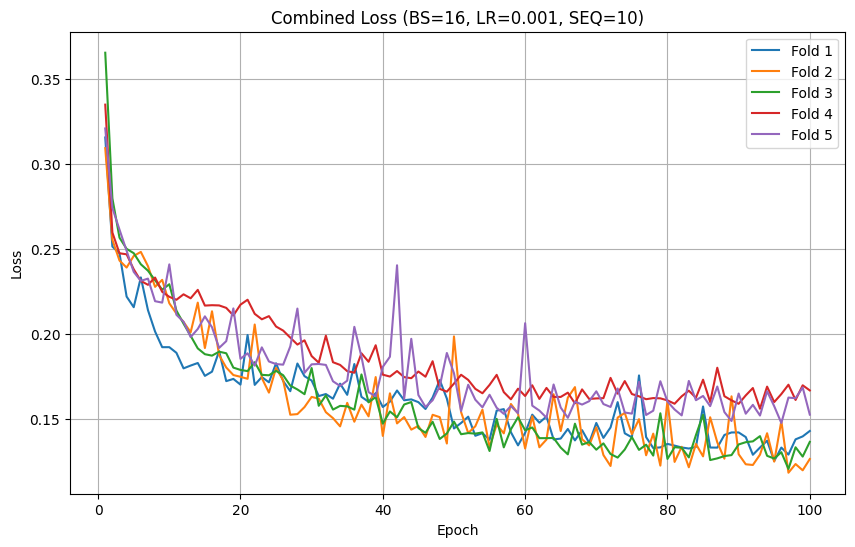 Combined Loss (BS=16, LR=0.001, SEQ=10)
Fold 1
Fold 2
Fold 3
Fold 4
Fold 5
Loss
0.35
0.30
0.25
0.20
0.15
0
20
40
60
80
100
Epoch